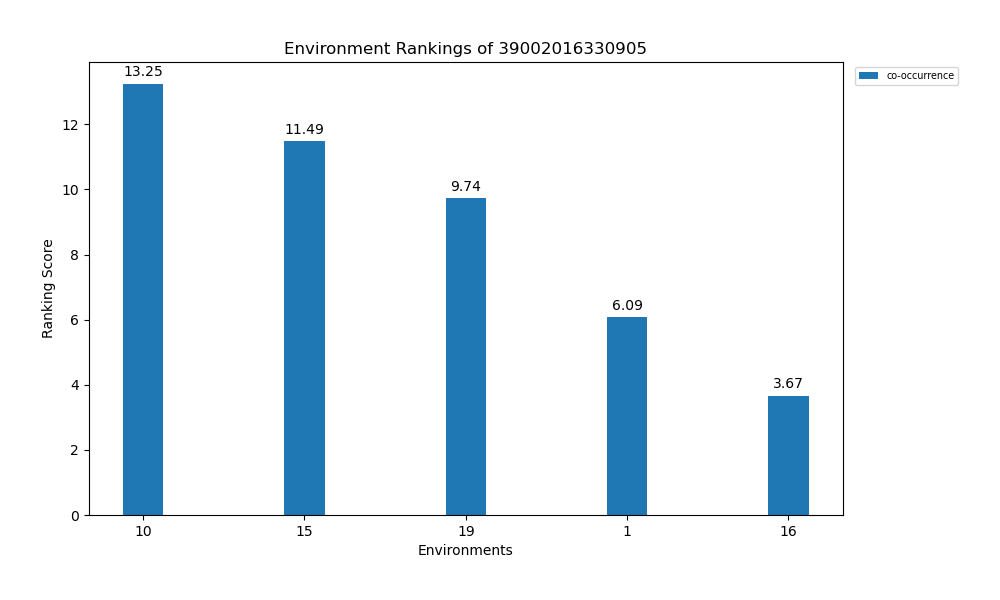 Environment Rankings of 39002016330905
co-occurrence
13.25
11.49
9.74
6.09
3.67
12
10
8
6
4
2
0
Ranking Score
10 15 19 1 16
Environments